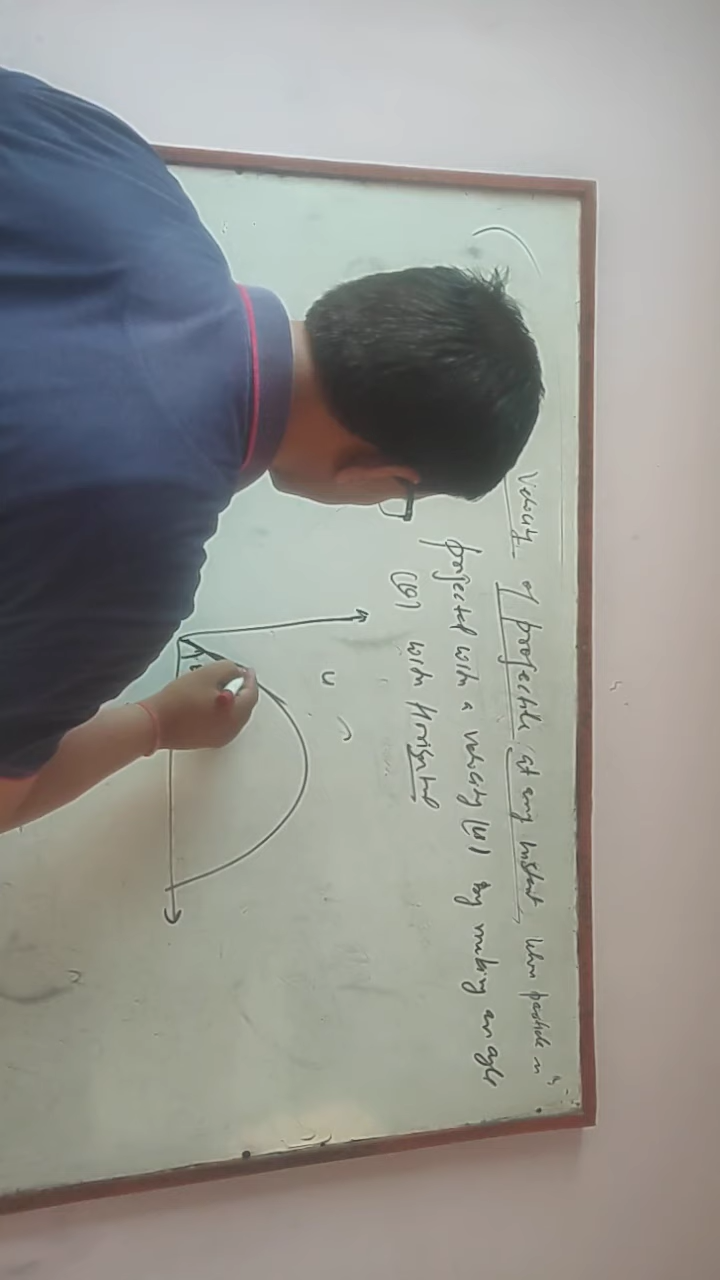 Velocity of projectile at any instant, when particle is
projected with a velocity (u) by making an angle
(θ) with Horizontal
u